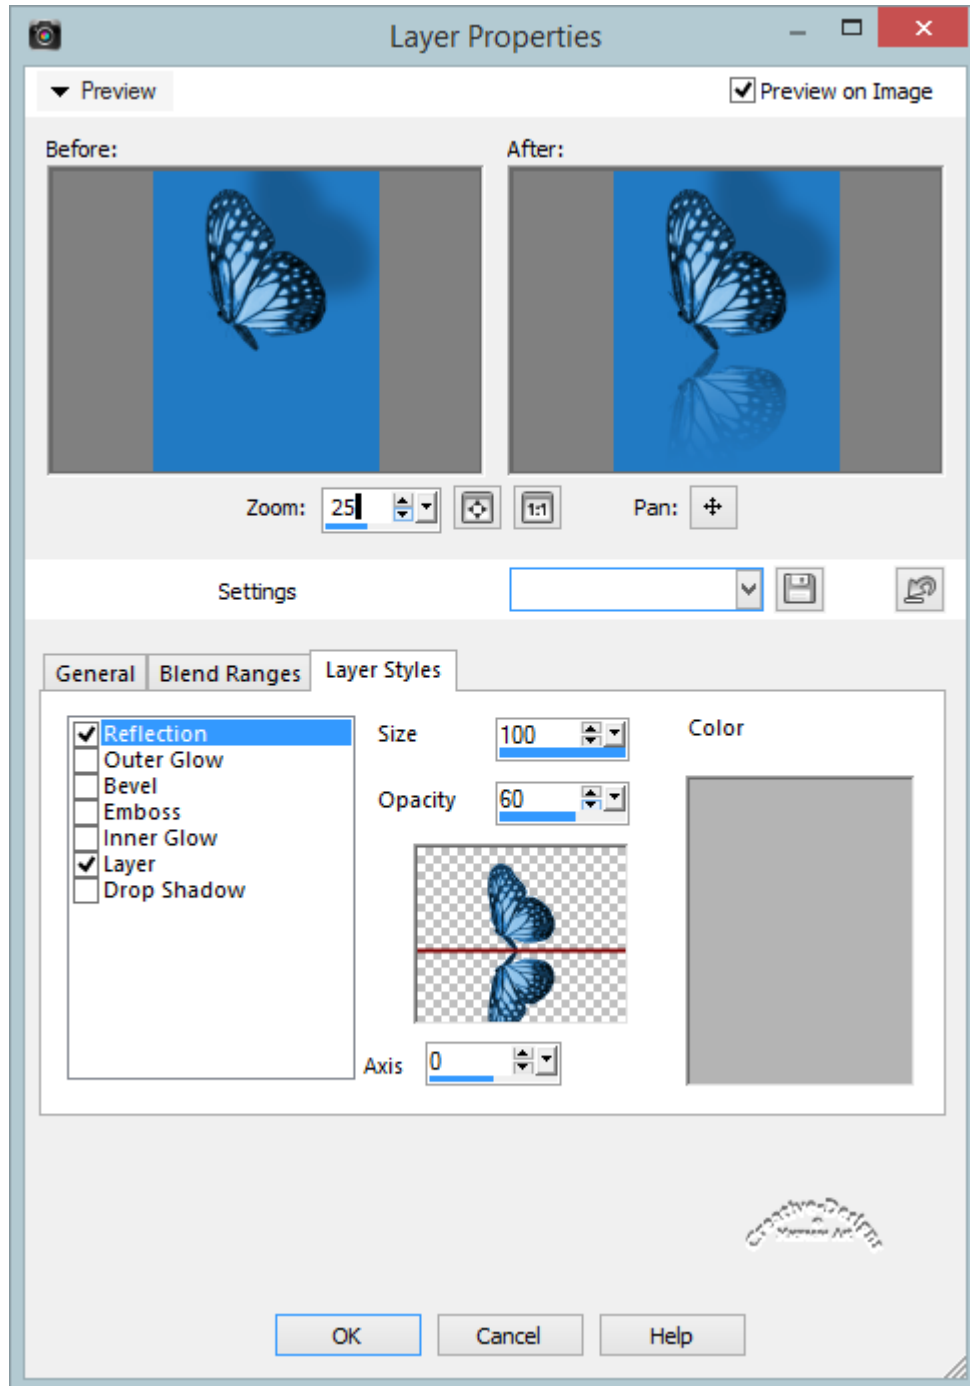 Layer Properties
Preview
Preview on Image
Before:
After:
Zoom: 25
1:1
Pan:
Settings
General
Blend Ranges
Layer Styles
Reflection
Outer Glow
Bevel
Emboss
Inner Glow
Layer
Drop Shadow
Size 100
Opacity 60
Axis 0
Color
Creative-Designs
OK
Cancel
Help